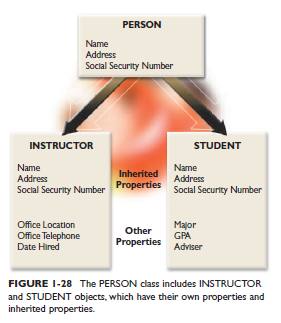 PERSON
Name
Address
Social Security Number
INSTRUCTOR
Name
Address
Social Security Number
Office Location
Office Telephone
Date Hired
Inherited
Properties
Other
Properties
STUDENT
Name
Address
Social Security Number
Major
GPA
Adviser
FIGURE 1-28 The PERSON class includes INSTRUCTOR
and STUDENT objects, which have their own properties and
inherited properties.